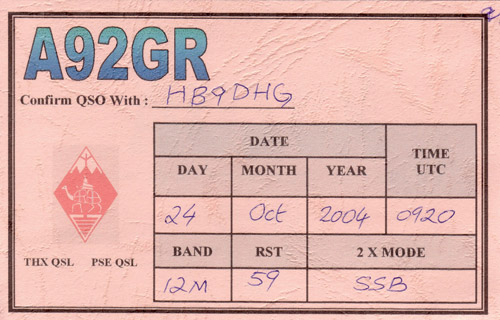 A92GR
Confirm QSO With : HB9DHG
DATE
TIME UTC
DAY MONTH YEAR
24 Oct 2004 0920
BAND RST 2 X MODE
12M 59 SSB
THX QSL PSE QSL